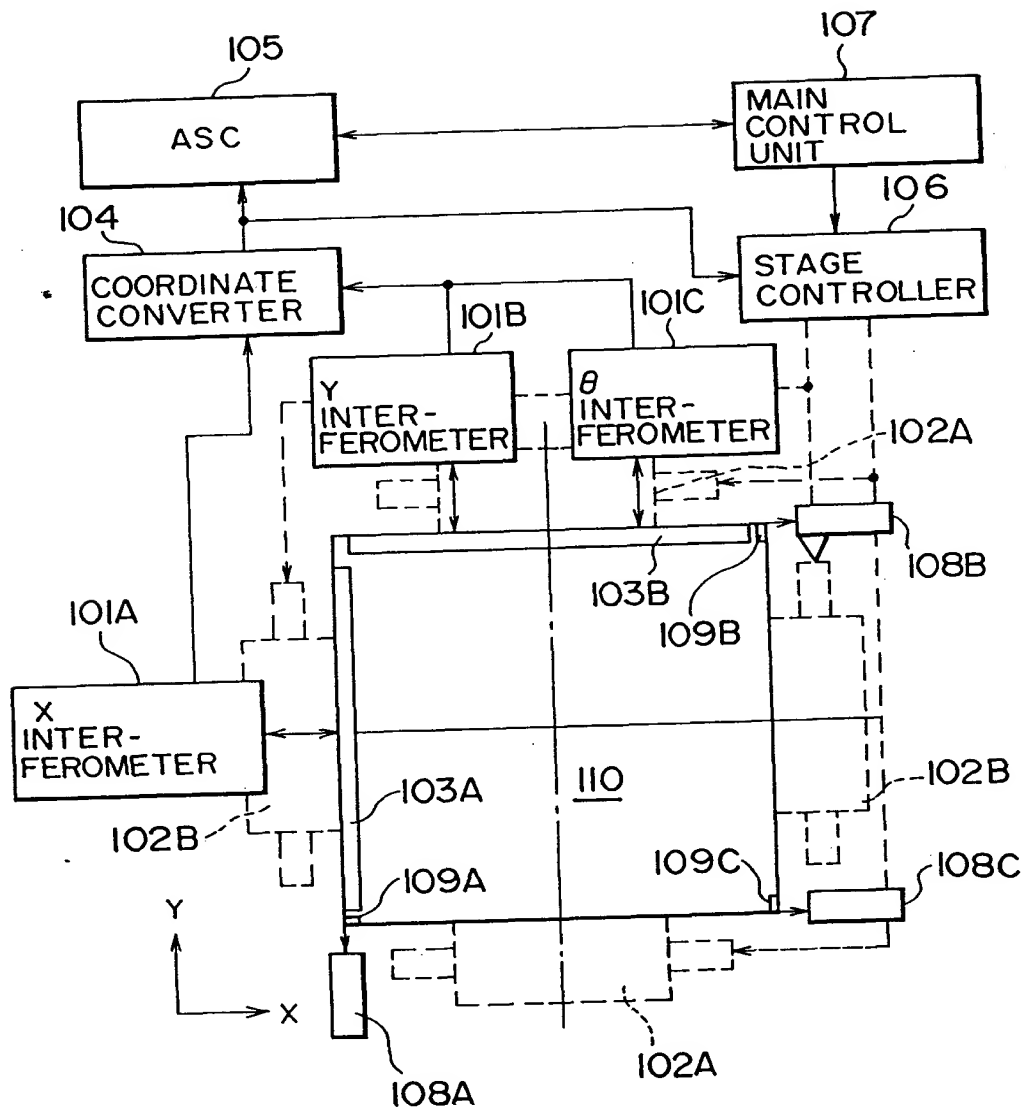 105
107
ASC
MAIN
CONTROL
UNIT
104
106
COORDINATE
CONVERTER
STAGE
CONTROLLER
101B
101C
Y
INTER-
FEROMETER
θ
INTER-
FEROMETER
102A
108B
103B
109B
101A
X
INTER-
FEROMETER
103A
110
102B
102B
109A
109C
108C
Y
X
108A
102A